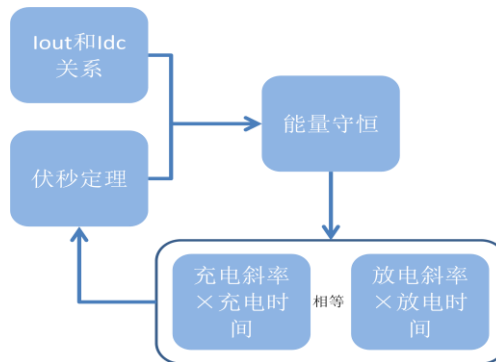 Iout和Idc
关系
能量守恒
伏秒定理
充电斜率
×充电时
间
相等
放电斜率
×放电时
间